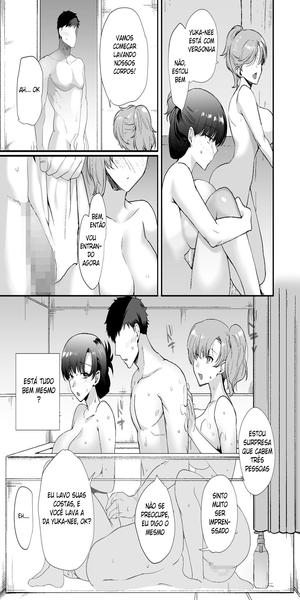 YUKA-NEE
ESTÁ COM
VERGONHA
NÃO,
ESTOU
BEM
VAMOS
COMEÇAR
LAVANDO
NOSSOS
CORPOS!
AH... OK
BEM,
ENTÃO
VOU
ENTRAN-
DO
AGORA
ESTÁ TUDO
BEM MESMO ?
ESTOU
SURPRESA
QUE CABEM
TRÊS
PESSOAS
SINTO
MUITO
SER
IMPREN-
SSADO
NÃO SE
PREOCUPE,
EU DIGO O
MESMO
EU LAVO SUAS
COSTAS, E
VOCÊ LAVA A
DA YUKA-NEE, OK?